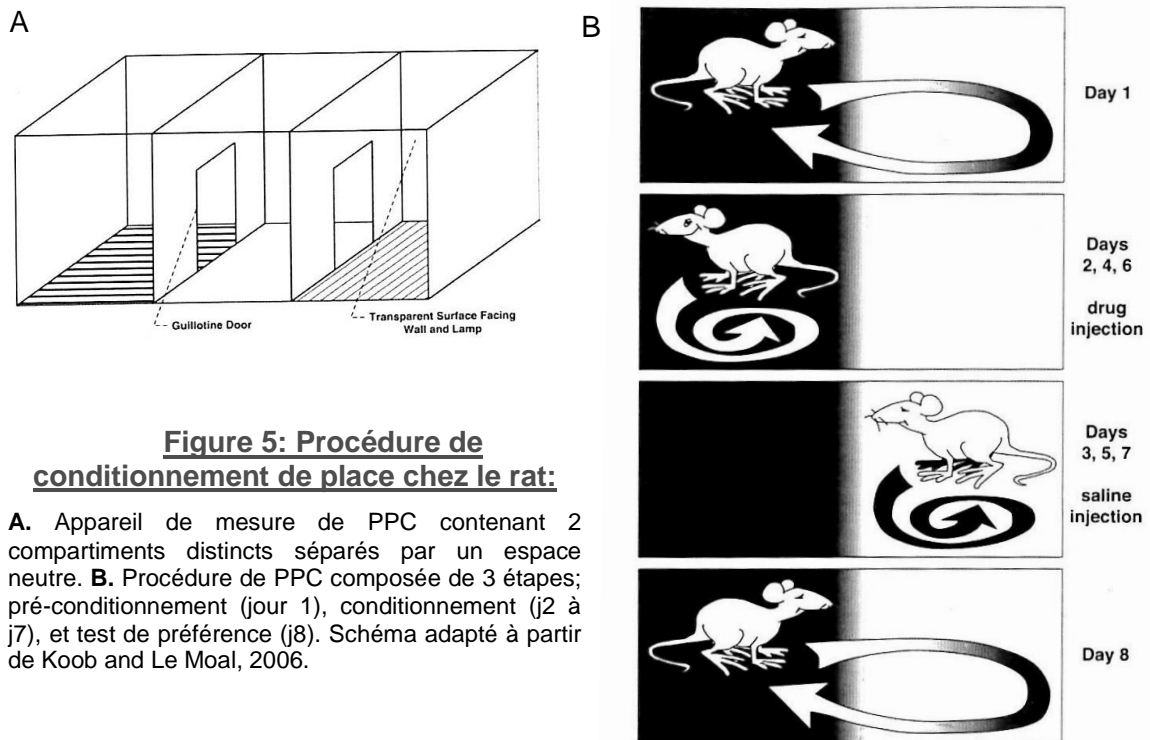 A
Guillotine Door
Transparent Surface Facing
Wall and Lamp
Figure 5: Procédure de
conditionnement de place chez le rat:
A. Appareil de mesure de PPC contenant 2
compartiments distincts séparés par un espace
neutre. B. Procédure de PPC composée de 3 étapes;
pré-conditionnement (jour 1), conditionnement (j2 à
j7), et test de préférence (j8). Schéma adapté à partir
de Koob and Le Moal, 2006.
B
Day 1
Days
2, 4, 6
drug
injection
Days
3, 5, 7
saline
injection
Day 8